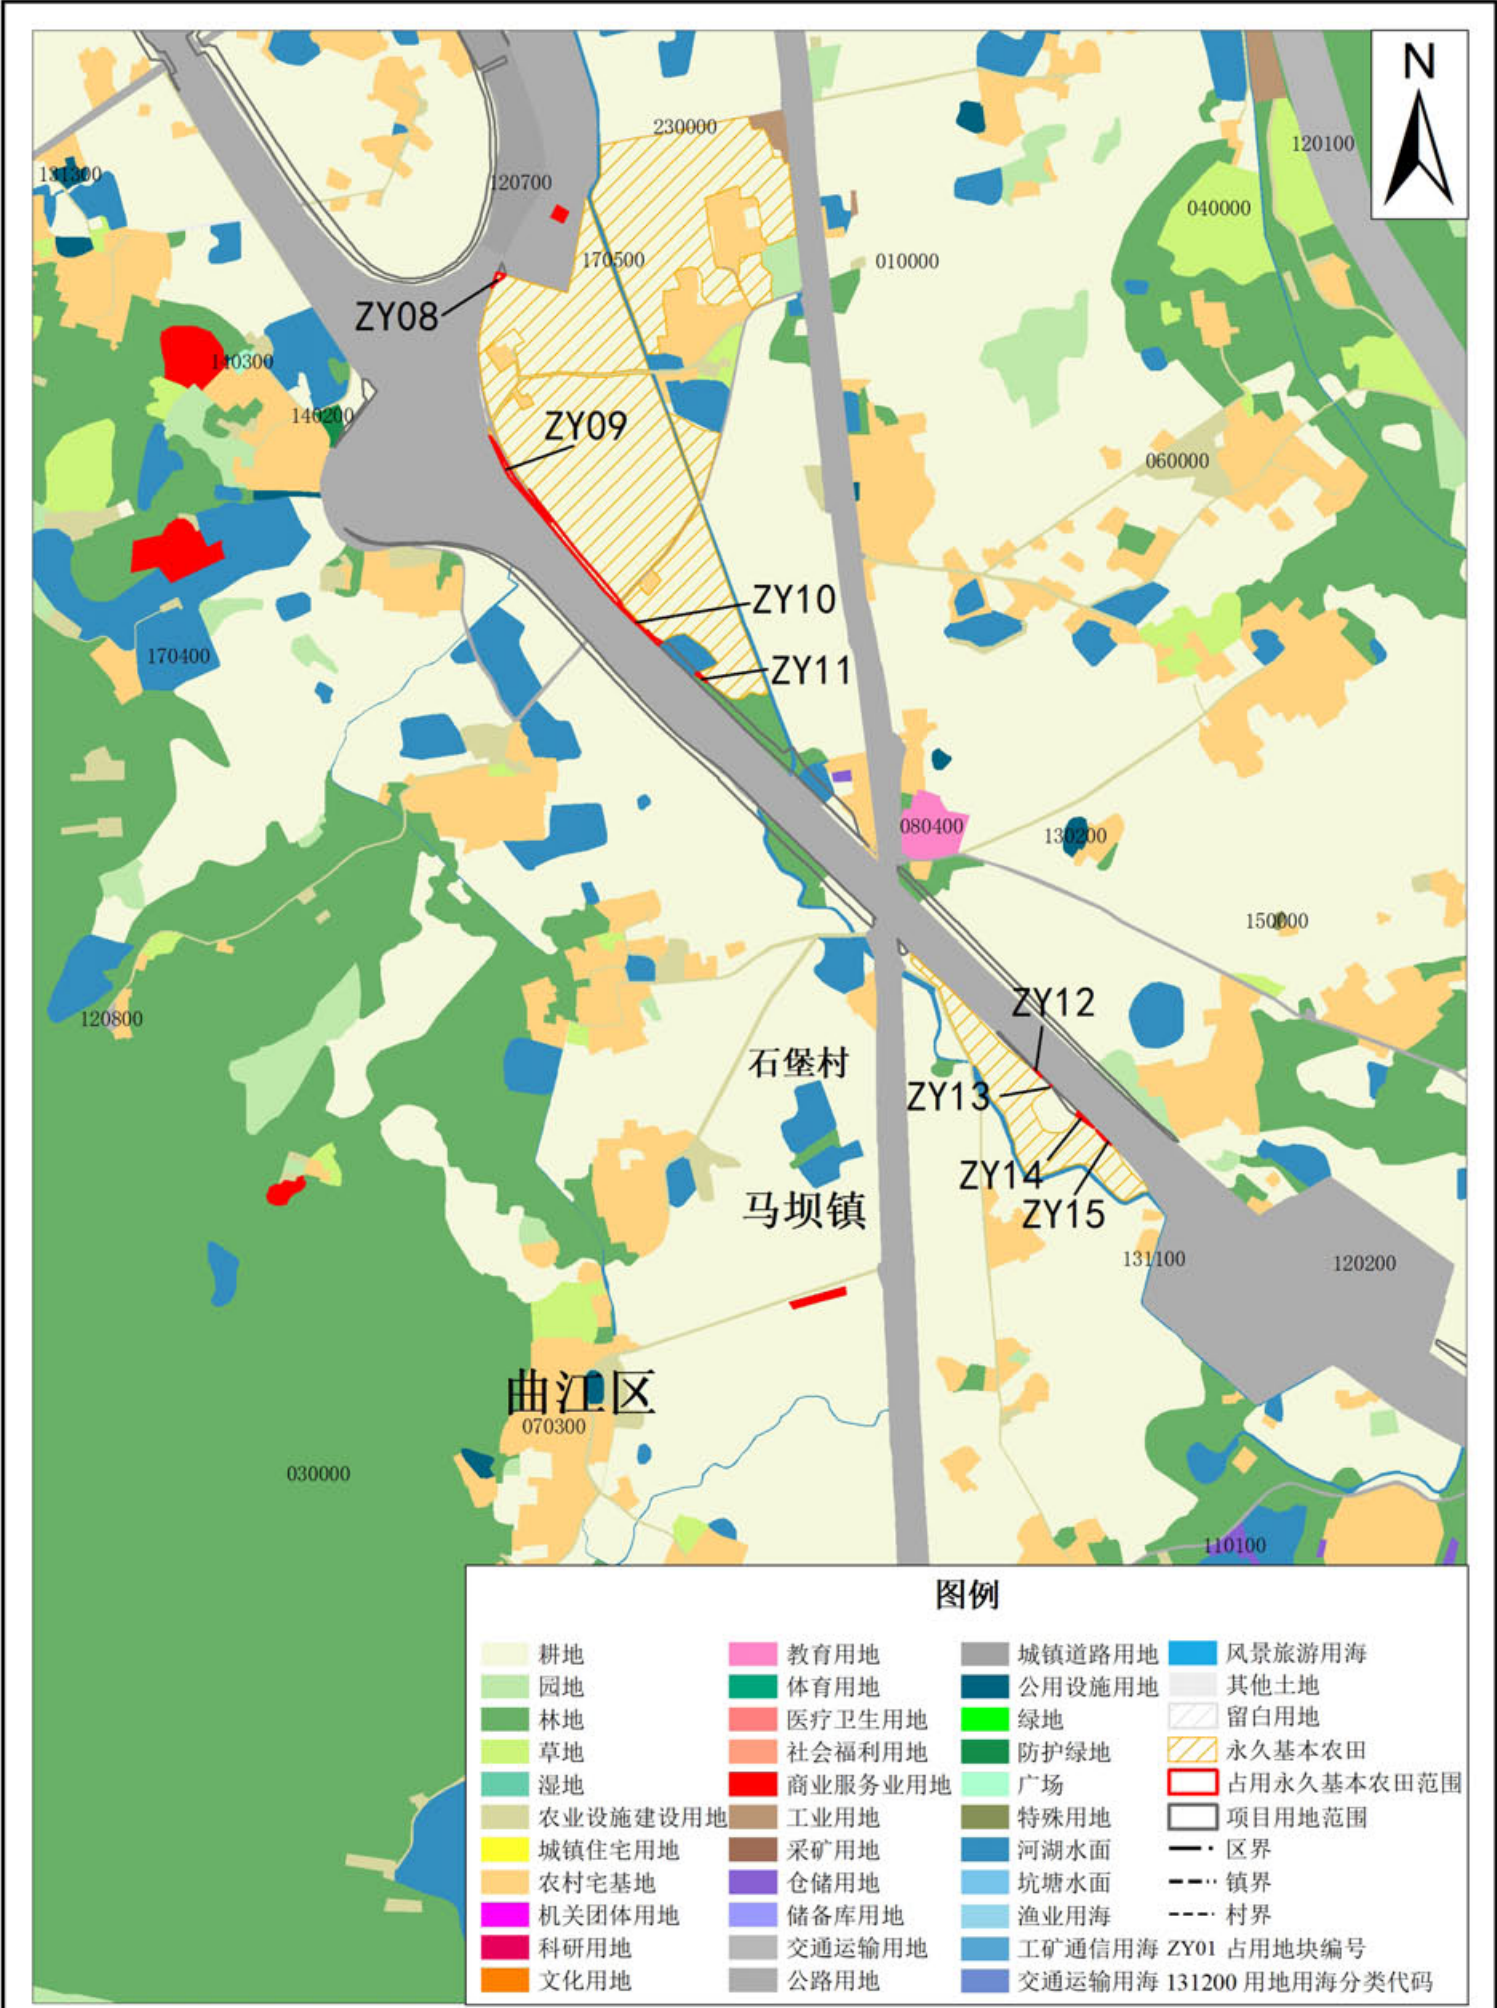 N
230000
120100
131300
120700
040000
170500
010000
ZY08
140300
140200
ZY09
060000
ZY10
170400
ZY11
080400
130200
150000
ZY12
120800
石堡村
ZY13
ZY14
马坝镇
ZY15
131100
120200
曲江区
070300
030000
110100
图例
耕地
园地
林地
草地
湿地
农业设施建设用地
城镇住宅用地
农村宅基地
机关团体用地
科研用地
文化用地
教育用地
体育用地
医疗卫生用地
社会福利用地
商业服务业用地
工业用地
采矿用地
仓储用地
储备库用地
交通运输用地
公路用地
城镇道路用地
公用设施用地
绿地
防护绿地
广场
特殊用地
河湖水面
坑塘水面
渔业用海
工矿通信用海
交通运输用海
风景旅游用海
其他土地
留白用地
永久基本农田
占用永久基本农田范围
项目用地范围
区界
镇界
村界
ZY01 占用地块编号
131200 用地用海分类代码